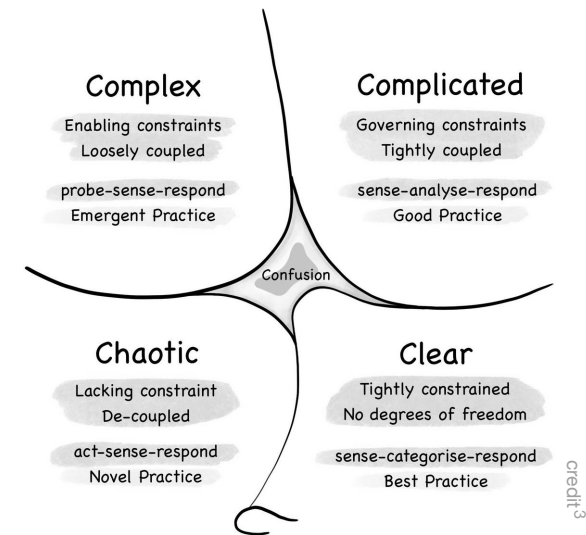 Complex
Enabling constraints
Loosely coupled
probe-sense-respond
Emergent Practice
Complicated
Governing constraints
Tightly coupled
sense-analyse-respond
Good Practice
Confusion
Chaotic
Lacking constraint
De-coupled
act-sense-respond
Novel Practice
Clear
Tightly constrained
No degrees of freedom
sense-categorise-respond
Best Practice
credit³